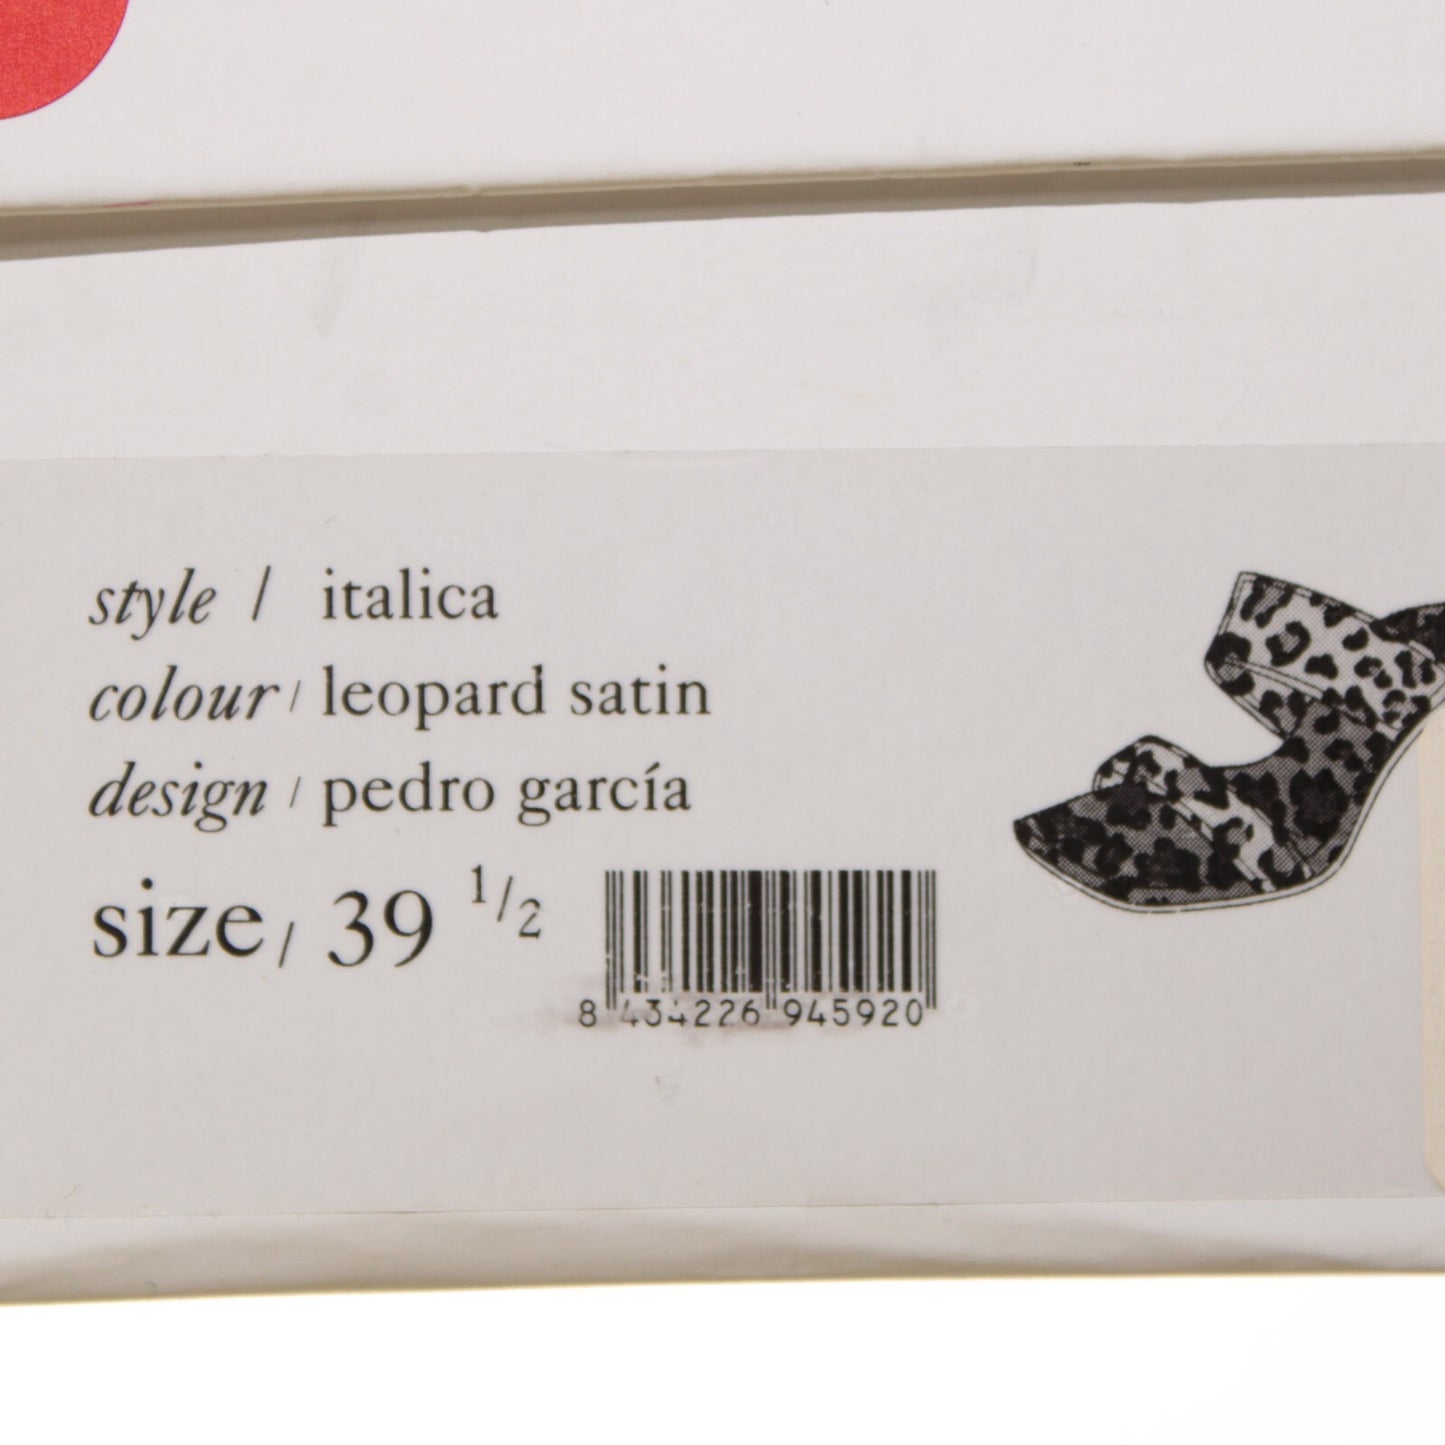 style / italica
colour / leopard satin
design / pedro garcía
size / 39 1/2
8 434226 945920